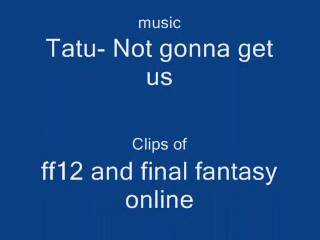 music
Tatu- Not gonna get
us
Clips of
ff12 and final fantasy
online